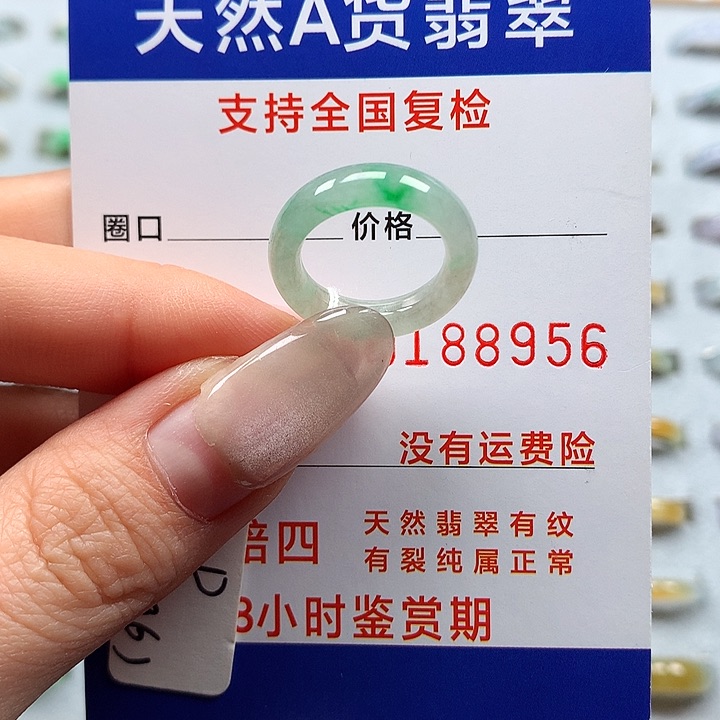 天然A货翡翠
支持全国复检
圈口 价格
188956
没有运费险
赔四 天然翡翠有纹
有裂纯属正常
8小时鉴赏期